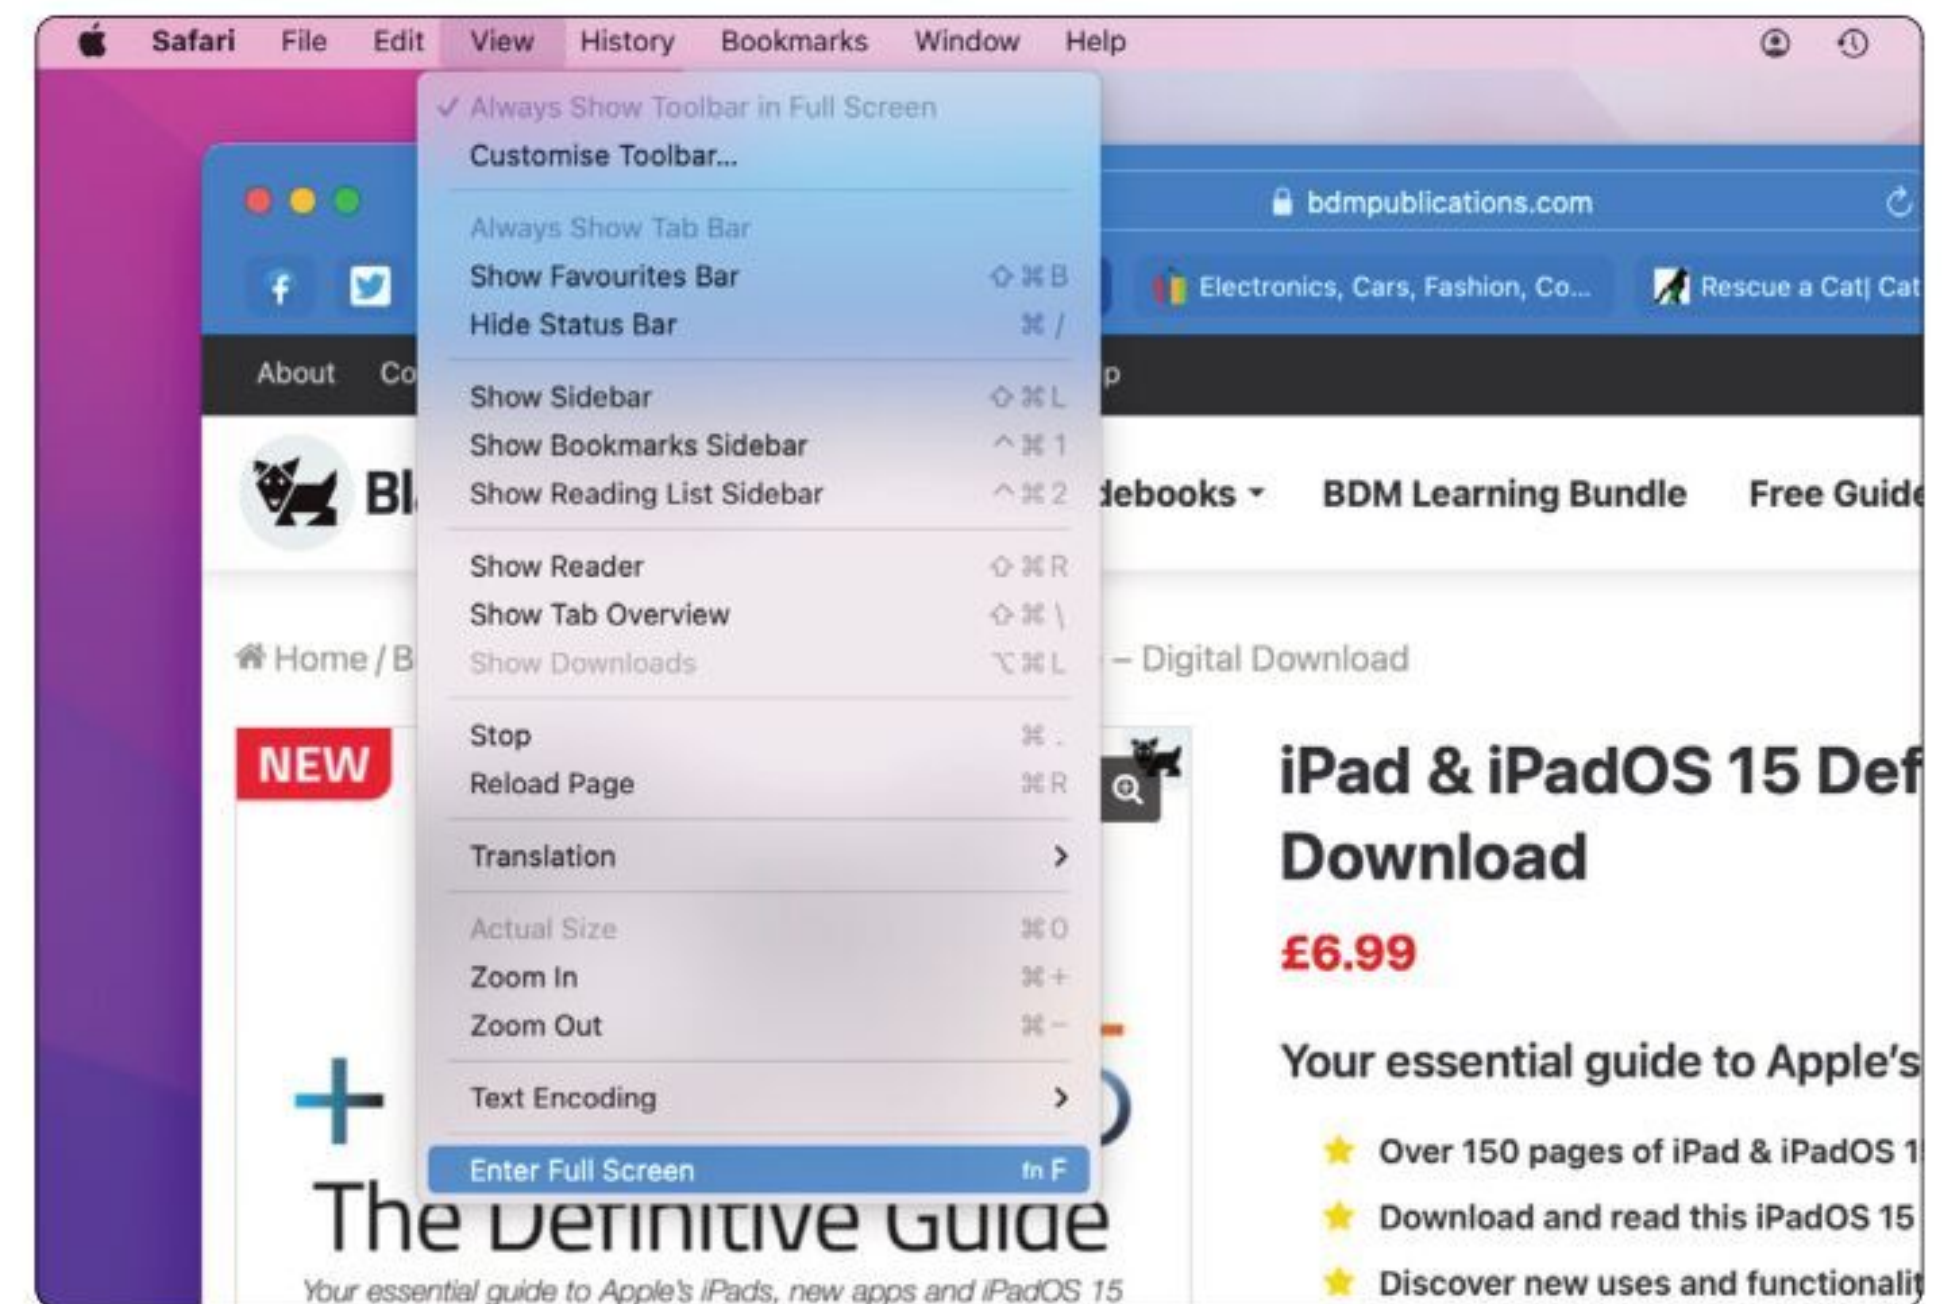 Safari File Edit View History Bookmarks Window Help
✓ Always Show Toolbar in Full Screen
Customise Toolbar...
Always Show Tab Bar
Show Favourites Bar ⇧⌘B
Hide Status Bar ⌘/
Show Sidebar ⇧⌘L
Show Bookmarks Sidebar ^⌘1
Show Reading List Sidebar ^⌘2
Show Reader ⇧⌘R
Show Tab Overview ⇧⌘\
Show Downloads ⌥⌘L
Stop ⌘.
Reload Page ⌘R
Translation >
Actual Size ⌘0
Zoom In ⌘+
Zoom Out ⌘−
Text Encoding >
Enter Full Screen fn F
bdmpublications.com
Electronics, Cars, Fashion, Co...
Rescue a Cat| Cat
About Co
p
Bl
debooks BDM Learning Bundle Free Guide
Home / B – Digital Download
NEW
iPad & iPadOS 15 Def
Download
£6.99
Your essential guide to Apple's
Over 150 pages of iPad & iPadOS 1
Download and read this iPadOS 15
Discover new uses and functionalit
The Definitive Guide
Your essential guide to Apple's iPads, new apps and iPadOS 15